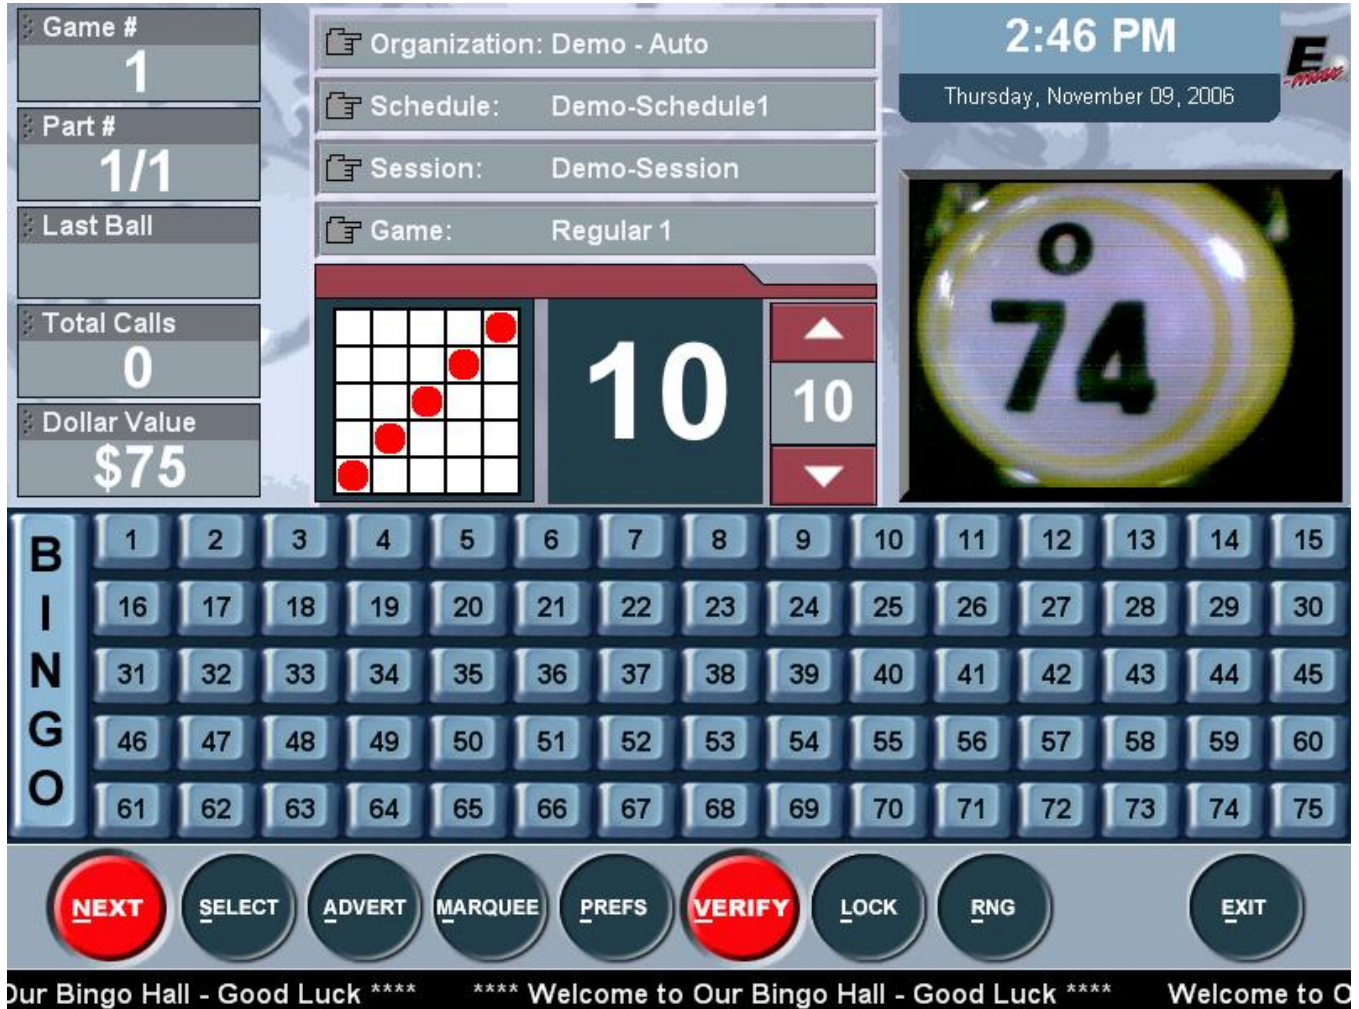 Game #
1
Part #
1/1
Last Ball
Total Calls
0
Dollar Value
$75
Organization: Demo - Auto
Schedule: Demo-Schedule1
Session: Demo-Session
Game: Regular 1
10
10
2:46 PM
Thursday, November 09, 2006
E
O
74
B 1 2 3 4 5 6 7 8 9 10 11 12 13 14 15
I 16 17 18 19 20 21 22 23 24 25 26 27 28 29 30
N 31 32 33 34 35 36 37 38 39 40 41 42 43 44 45
G 46 47 48 49 50 51 52 53 54 55 56 57 58 59 60
O 61 62 63 64 65 66 67 68 69 70 71 72 73 74 75
NEXT SELECT ADVERT MARQUEE PREFS VERIFY LOCK RNG EXIT
Our Bingo Hall - Good Luck **** **** Welcome to Our Bingo Hall - Good Luck **** Welcome to O